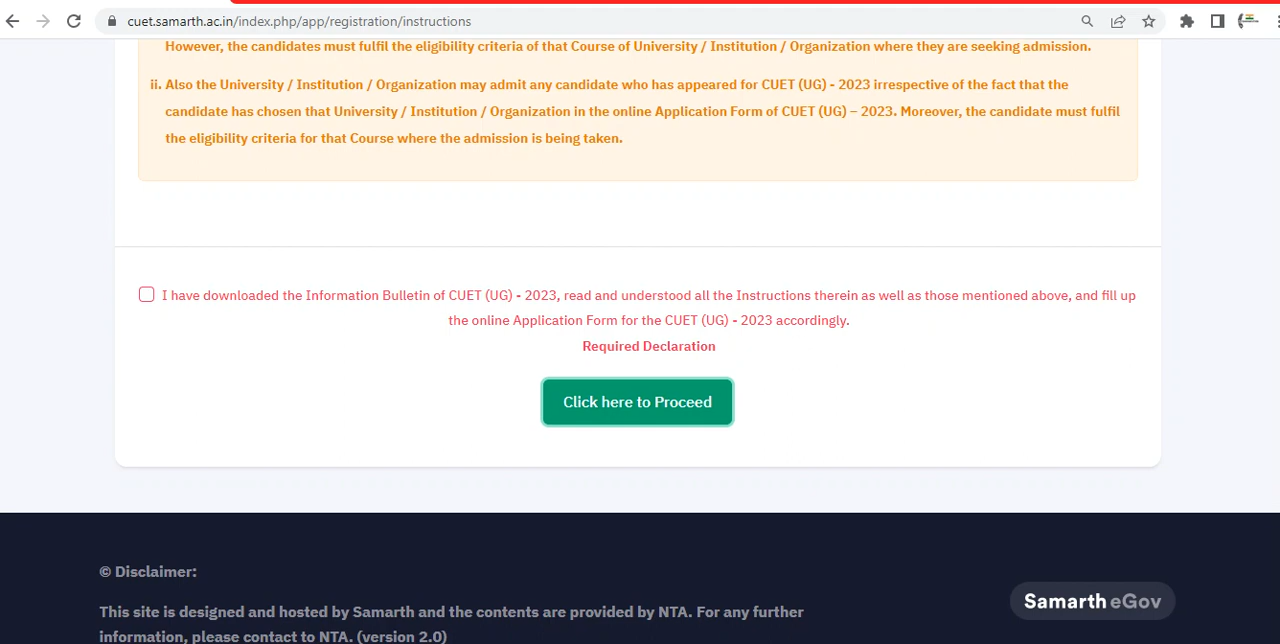 cuet.samarth.ac.in/index.php/app/registration/instructions
However, the candidates must fulfil the eligibility criteria of that Course of University / Institution / Organization where they are seeking admission.
ii. Also the University / Institution / Organization may admit any candidate who has appeared for CUET (UG) - 2023 irrespective of the fact that the
candidate has chosen that University / Institution / Organization in the online Application Form of CUET (UG) – 2023. Moreover, the candidate must fulfil
the eligibility criteria for that Course where the admission is being taken.
I have downloaded the Information Bulletin of CUET (UG) - 2023, read and understood all the Instructions therein as well as those mentioned above, and fill up
the online Application Form for the CUET (UG) - 2023 accordingly.
Required Declaration
Click here to Proceed
© Disclaimer:
This site is designed and hosted by Samarth and the contents are provided by NTA. For any further
information, please contact to NTA. (version 2.0)
Samarth eGov